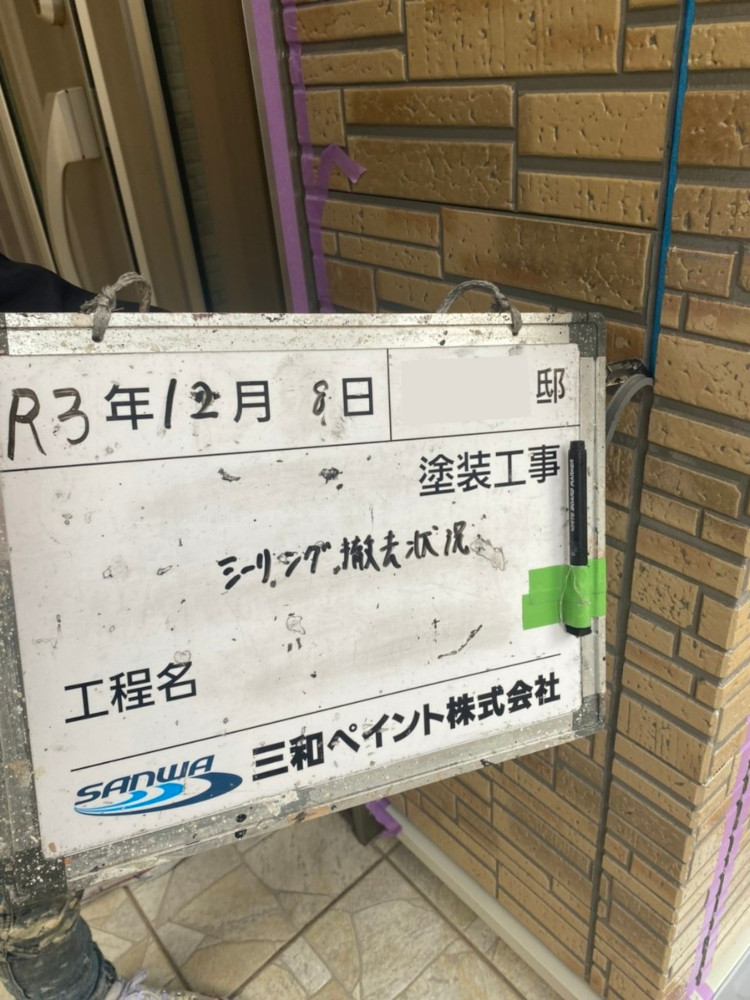 R3年12月8日
邸
塗装工事
シーリング撤去状況
工程名
SANWA 三和ペイント株式会社